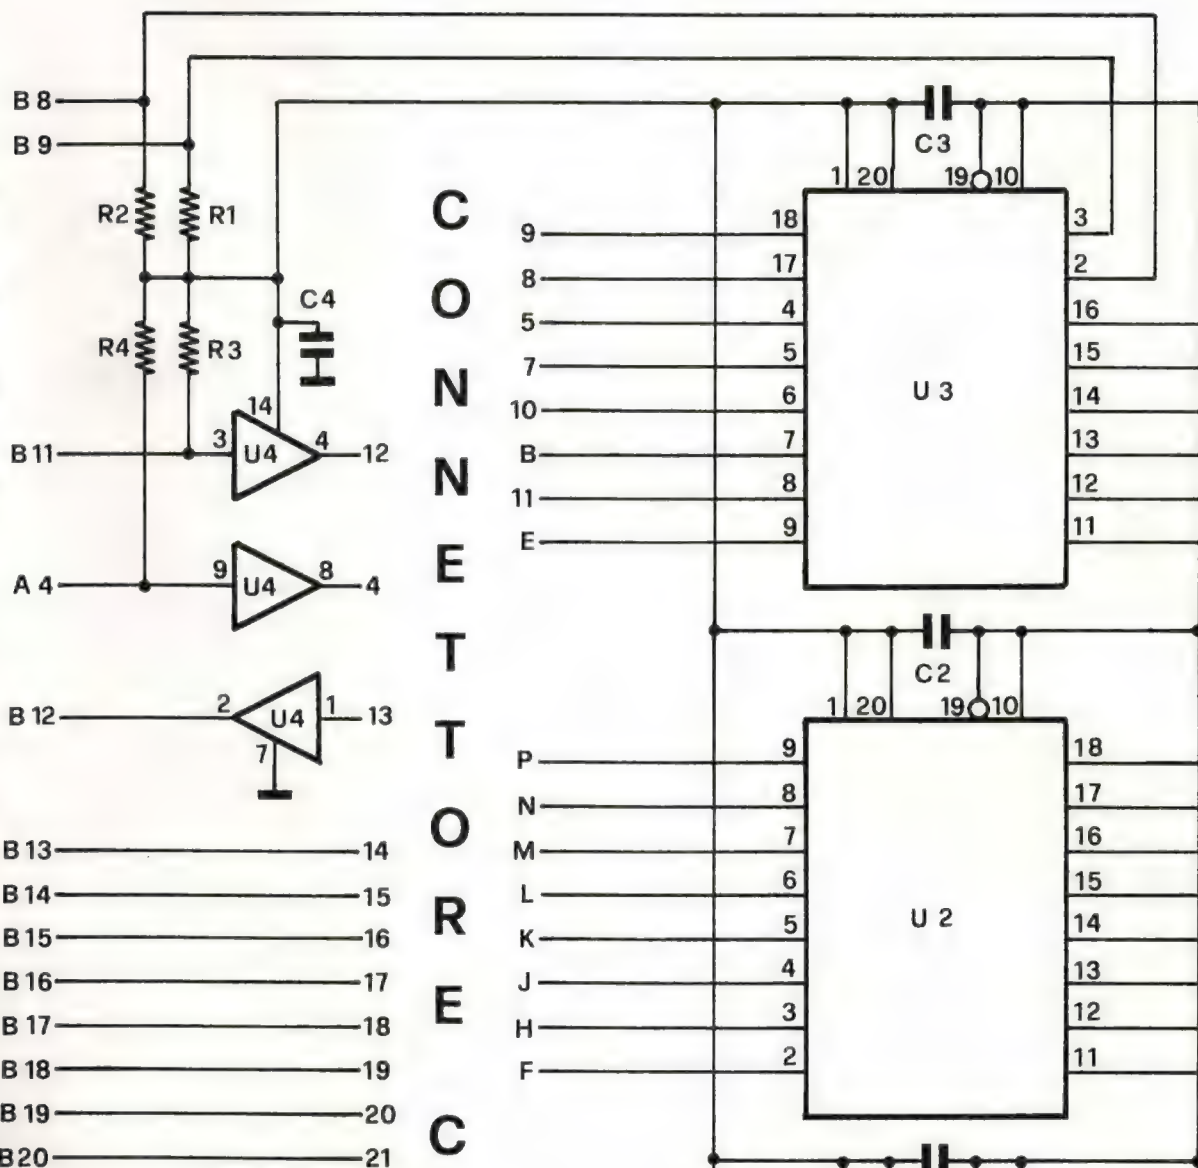 B 8
B 9
R2
R1
C4
R4
R3
14
B 11
3
U4
4
12
A 4
9
U4
8
4
B 12
2
U4
1
13
7
B 13
14
B 14
15
B 15
16
B 16
17
B 17
18
B 18
19
B 19
20
B20
21
CONNETTORE C
C3
1
20
19
10
9
18
3
8
17
2
5
4
16
7
5
15
10
6
14
B
7
13
11
8
12
E
9
11
U 3
C2
1
20
19
10
P
9
18
N
8
17
M
7
16
L
6
15
K
5
14
J
4
13
H
3
12
F
2
11
U 2